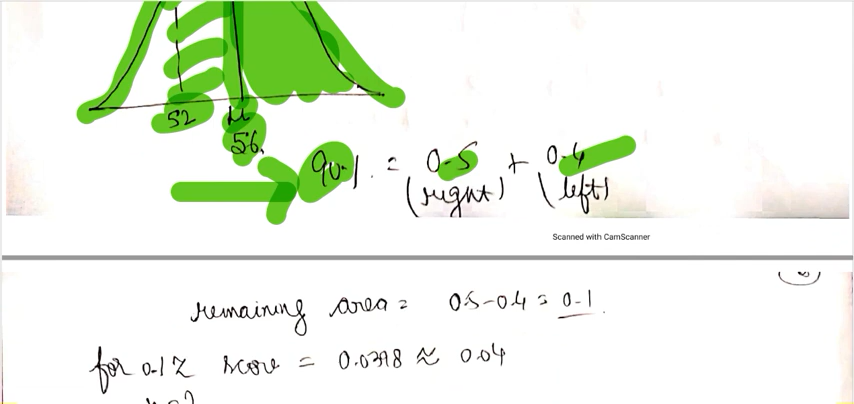 52
μ
56.
90%. = 0.5 + 0.4
(right) (left)
Scanned with CamScanner
remaining area = 0.5-0.4 = 0.1.
for 0.1 Z score = 0.0398 ≈ 0.04